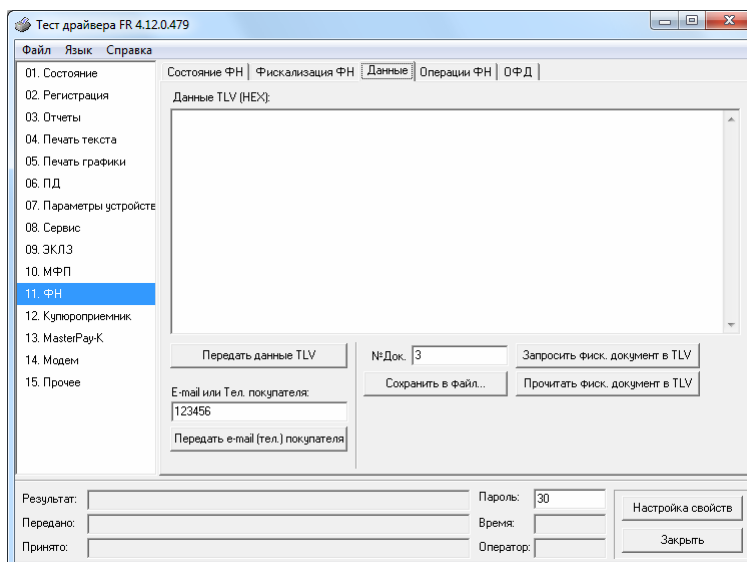 Тест драйвера FR 4.12.0.479
Файл Язык Справка
01. Состояние
02. Регистрация
03. Отчеты
04. Печать текста
05. Печать графики
06. ПД
07. Параметры устройств
08. Сервис
09. ЭКЛЗ
10. МФП
11. ФН
12. Купюроприемник
13. MasterPay-K
14. Модем
15. Прочее
Состояние ФН Фискализация ФН Данные Операции ФН ОФД
Данные TLV (HEX):
Передать данные TLV
№Док. 3
Запросить фиск. документ в TLV
Сохранить в файл...
Прочитать фиск. документ в TLV
E-mail или Тел. покупателя:
123456
Передать e-mail (тел.) покупателя
Результат:
Передано:
Принято:
Пароль: 30
Время:
Оператор:
Настройка свойств
Закрыть